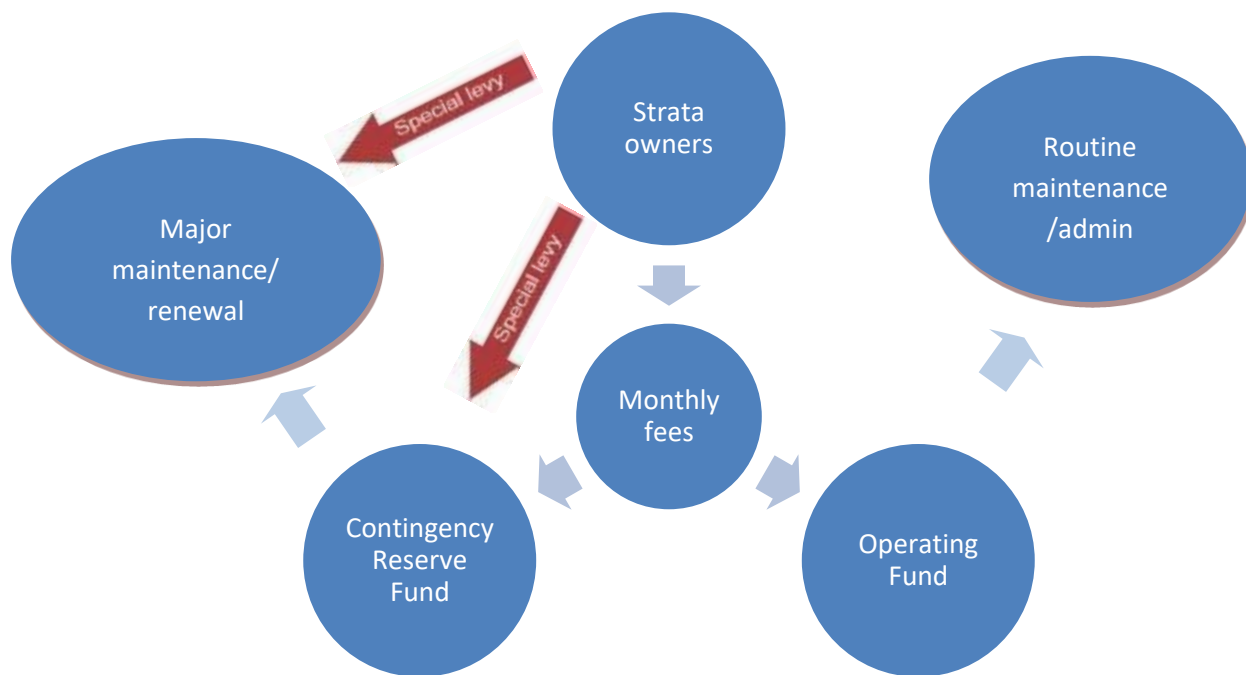 Special levy
Strata
owners
Routine
maintenance
/admin
Major
maintenance/
renewal
Special levy
Monthly
fees
Contingency
Reserve
Fund
Operating
Fund